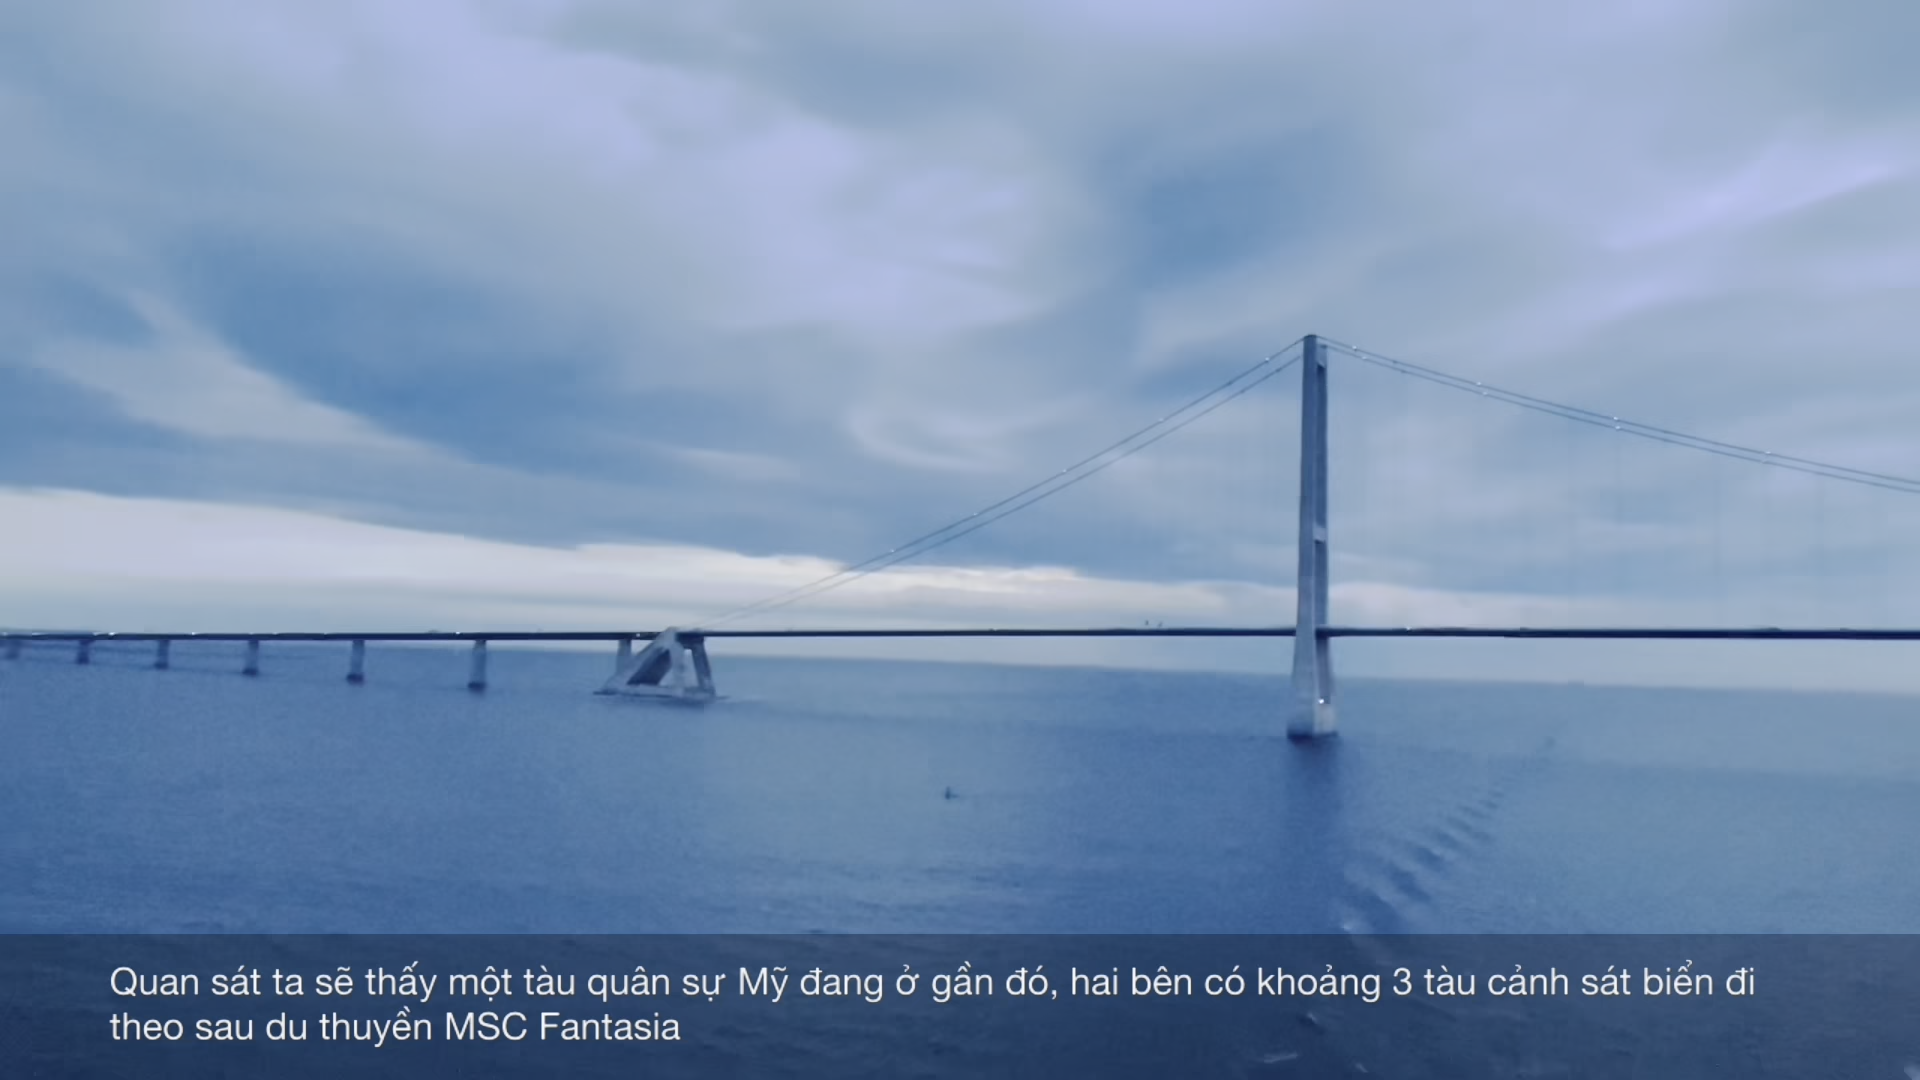 Quan sát ta sẽ thấy một tàu quân sự Mỹ đang ở gần đó, hai bên có khoảng 3 tàu cảnh sát biển đi
theo sau du thuyền MSC Fantasia